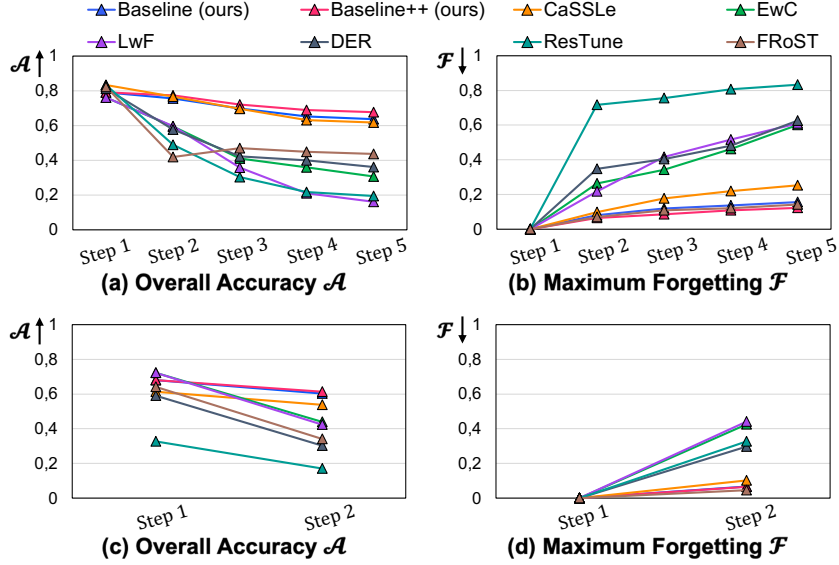 Baseline (ours) Baseline++ (ours) CaSSLe EwC
LwF DER ResTune FRoST
𝒜↑ 1 ℱ↓ 1
0,8 0,8
0,6 0,6
0,4 0,4
0,2 0,2
0 0
Step 1 Step 2 Step 3 Step 4 Step 5 Step 1 Step 2 Step 3 Step 4 Step 5
(a) Overall Accuracy 𝒜 (b) Maximum Forgetting ℱ
𝒜↑ 1 ℱ↓ 1
0,8 0,8
0,6 0,6
0,4 0,4
0,2 0,2
0 0
Step 1 Step 2 Step 1 Step 2
(c) Overall Accuracy 𝒜 (d) Maximum Forgetting ℱ